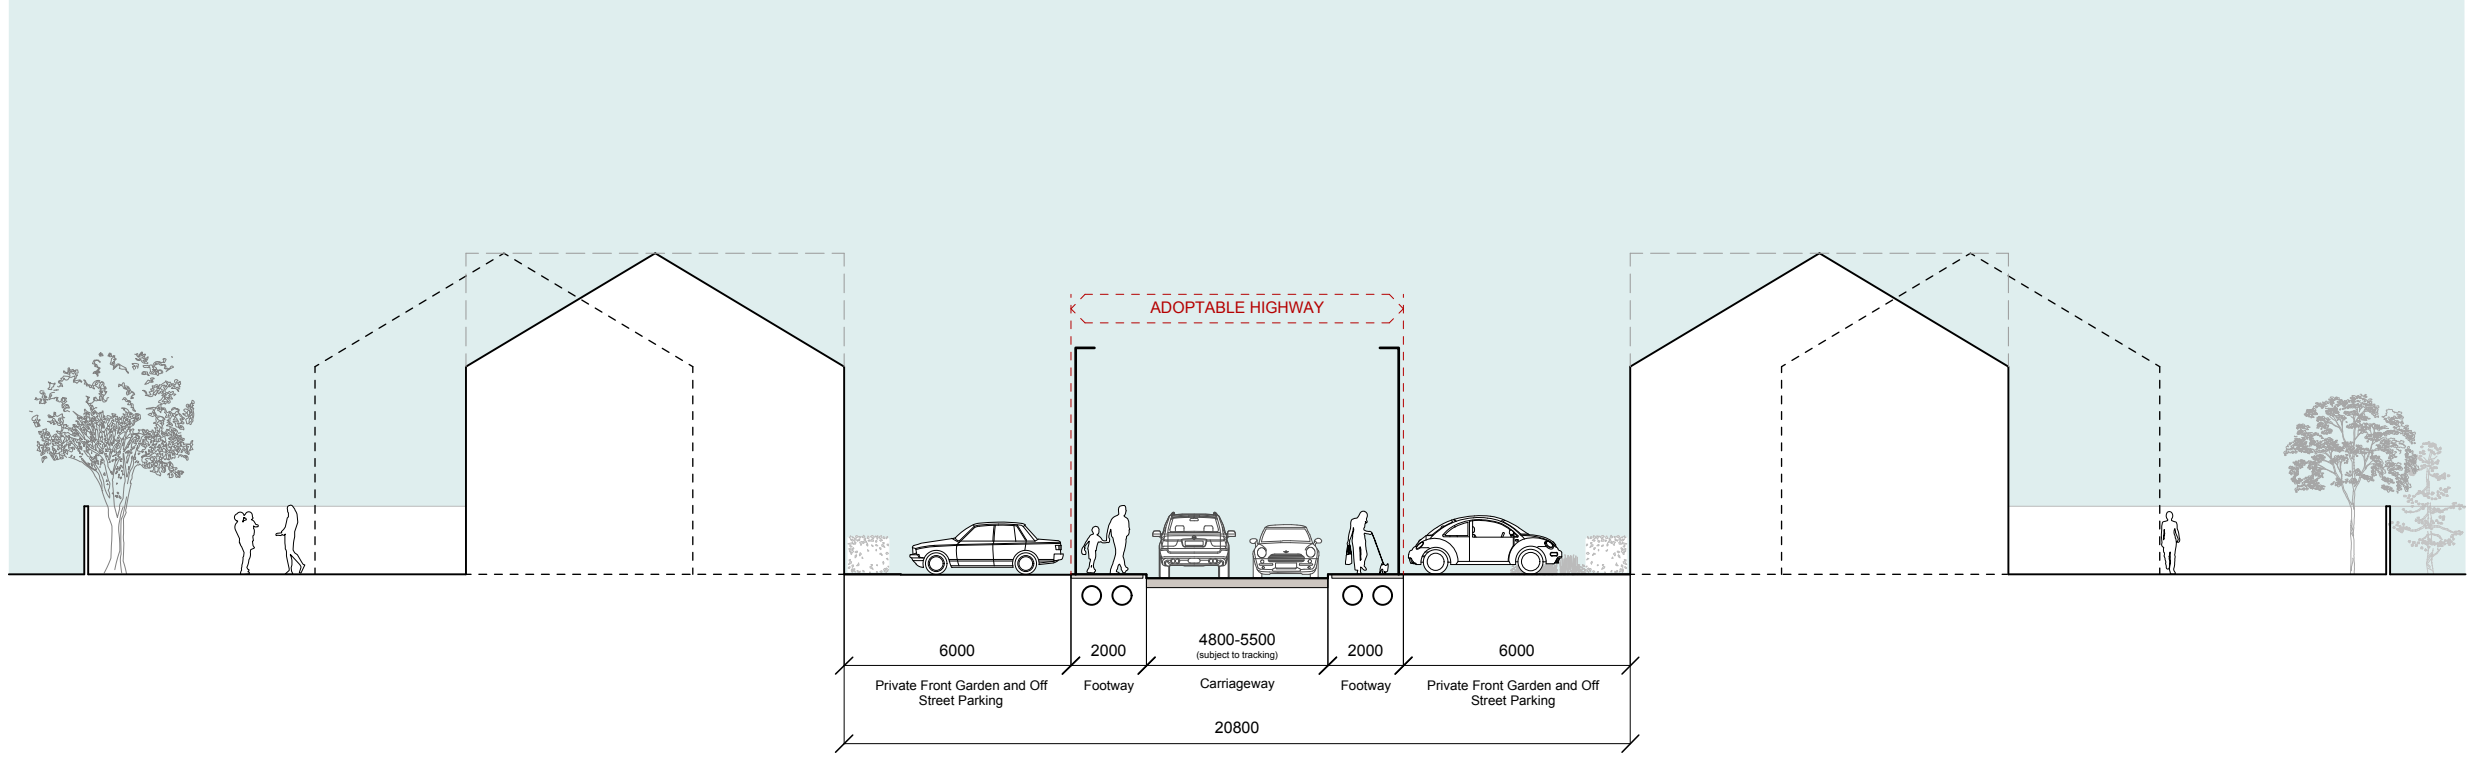 ADOPTABLE HIGHWAY
6000
2000
4800-5500
(subject to tracking)
2000
6000
Private Front Garden and Off
Street Parking
Footway
Carriageway
Footway
Private Front Garden and Off
Street Parking
20800